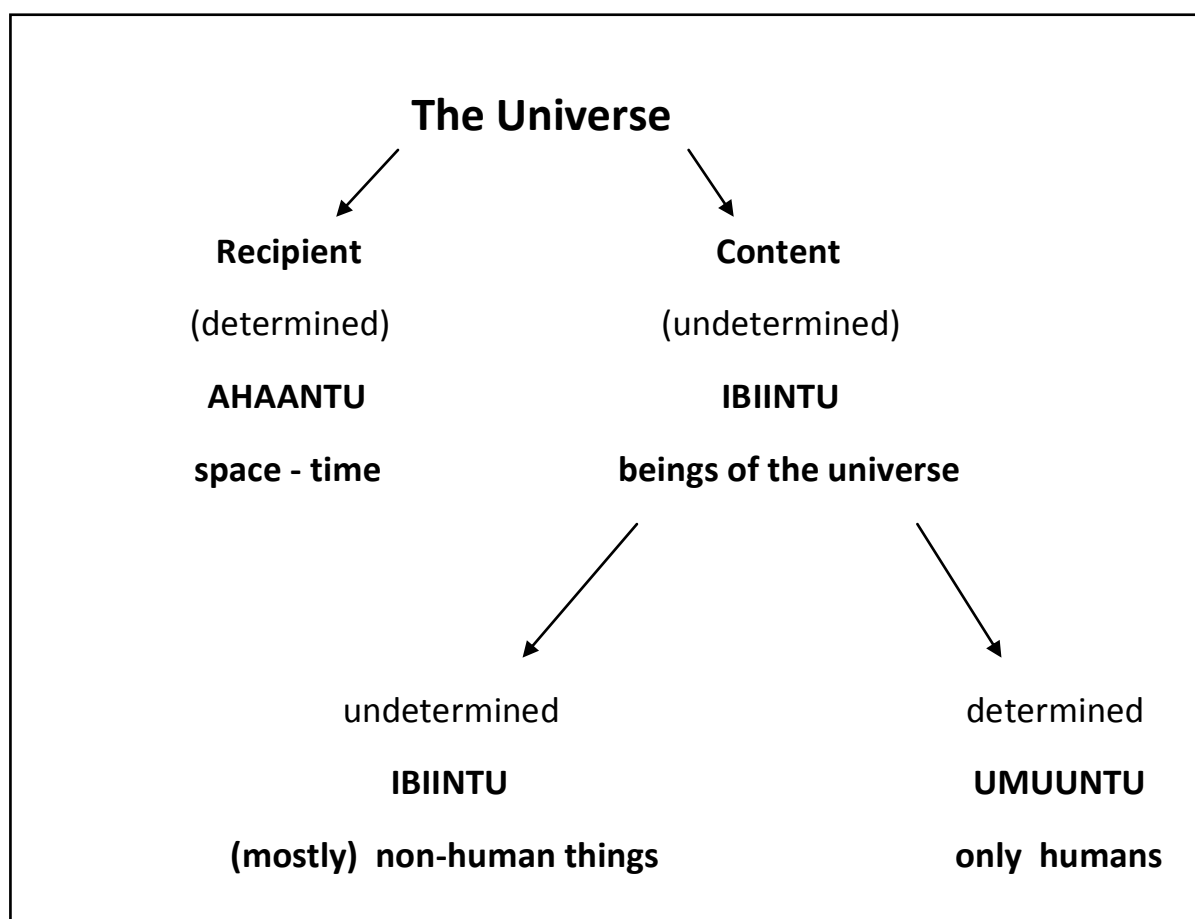 The Universe
Recipient
Content
(determined)
(undetermined)
AHAANTU
IBIINTU
space - time
beings of the universe
undetermined
determined
IBIINTU
UMUUNTU
(mostly) non-human things
only humans